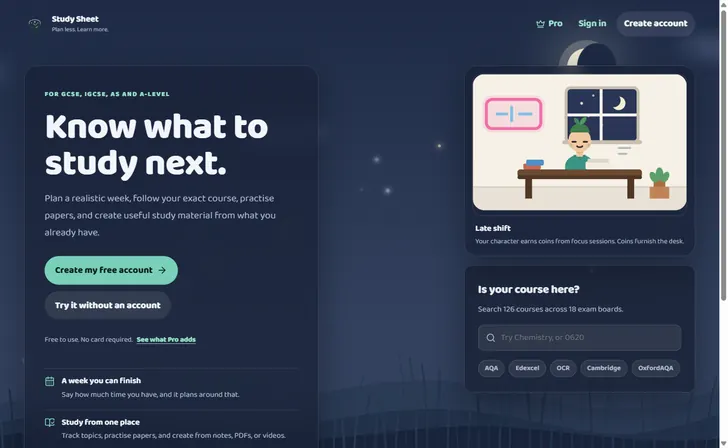 Study Sheet
Plan less. Learn more.
Pro
Sign in
Create account
FOR GCSE, IGCSE, AS AND A-LEVEL
Know what to
study next.
Plan a realistic week, follow your exact course, practise
papers, and create useful study material from what you
already have.
Create my free account
Try it without an account
Free to use. No card required. See what Pro adds
A week you can finish
Say how much time you have, and it plans around that.
Study from one place
Track topics, practise papers, and create from notes, PDFs, or videos.
Late shift
Your character earns coins from focus sessions. Coins furnish the desk.
Is your course here?
Search 126 courses across 18 exam boards.
Try Chemistry, or 0620
AQA
Edexcel
OCR
Cambridge
OxfordAQA